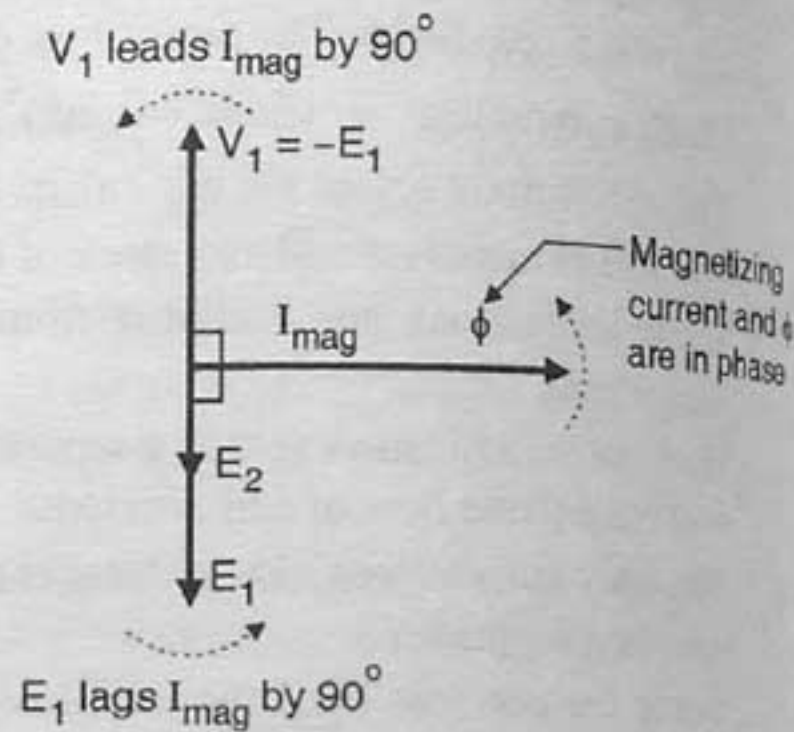 V₁ leads Iₘₐg by 90°
V₁ = –E₁
Iₘₐg
ϕ
Magnetizing
current and ϕ
are in phase
E₂
E₁
E₁ lags Iₘₐg by 90°